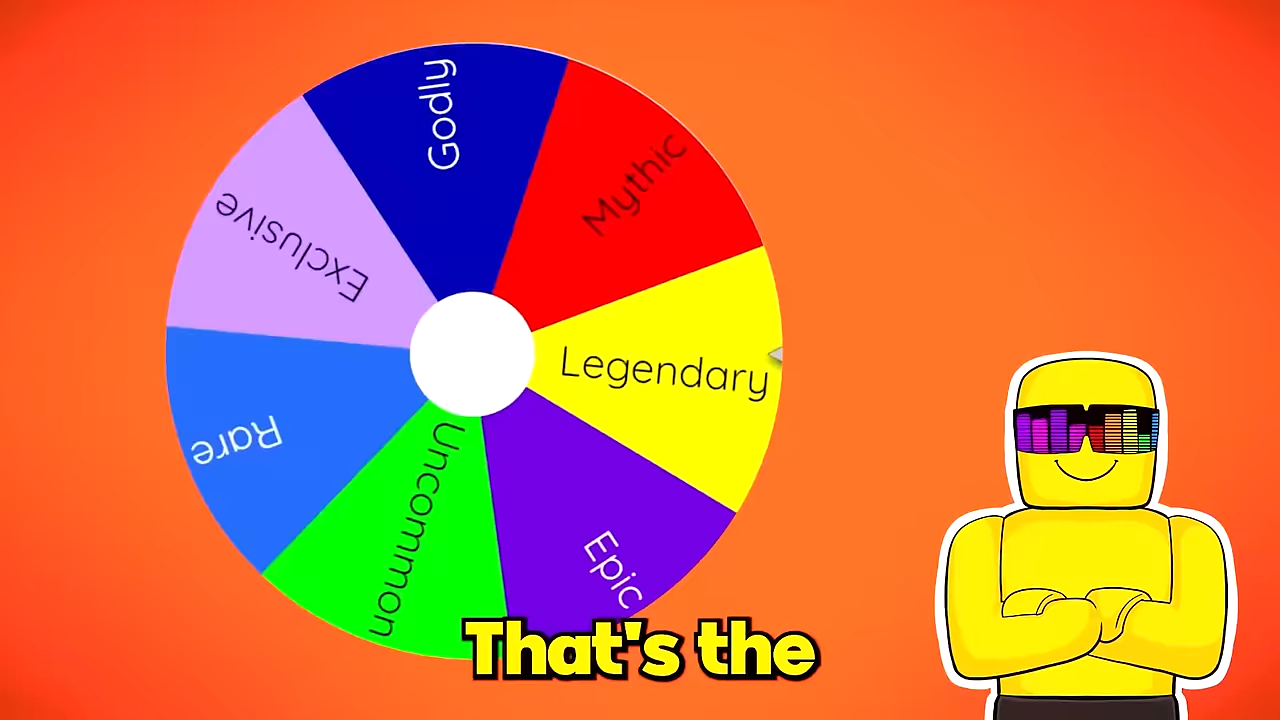 Godly
Mythic
Exclusive
Legendary
Rare
Uncommon
Epic
That's the